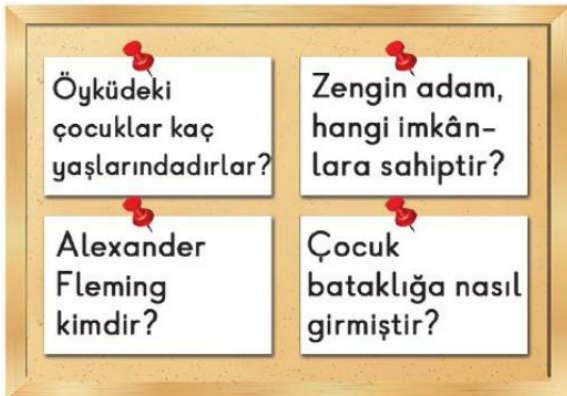 Öyküdeki
çocuklar kaç
yaşlarındadırlar?
Zengin adam,
hangi imkân-
lara sahiptir?
Alexander
Fleming
kimdir?
Çocuk
bataklığa nasıl
girmiştir?